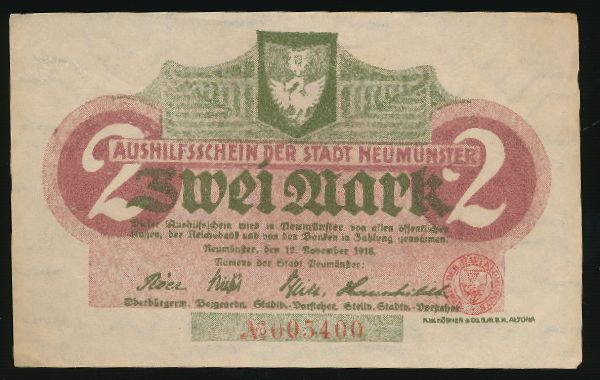 2 AUSHILFSSCHEIN DER STADT NEUMÜNSTER 2
Zwei Mark
Dieser Aushilfsschein wird in Neumünster von allen öffentlichen
Kassen, der Reichsbank und von den Banken in Zahlung genommen.
Neumünster, den 12. November 1918.
Namens der Stadt Neumünster:
Oberbürgerm. Beigeordn. Stadtv.-Vorsteher. Stellv. Stadtv.-Vorsteher
№ 005400
H.W. KÖBNER & CO. G.M.B.H. ALTONA